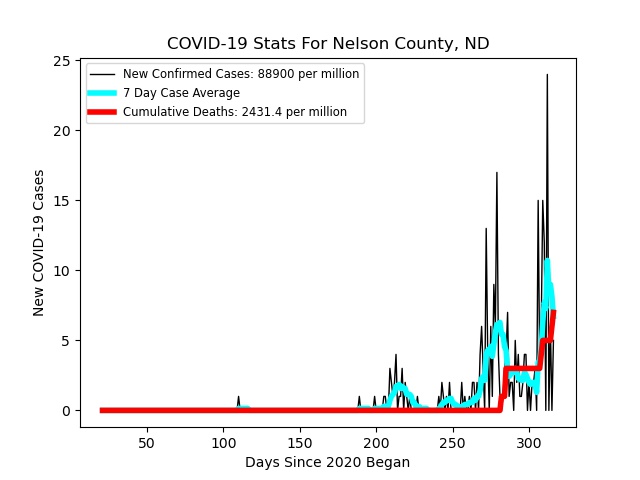 COVID-19 Stats For Nelson County, ND
New Confirmed Cases: 88900 per million
7 Day Case Average
Cumulative Deaths: 2431.4 per million
New COVID-19 Cases
25
20
15
10
5
0
50
100
150
200
250
300
Days Since 2020 Began